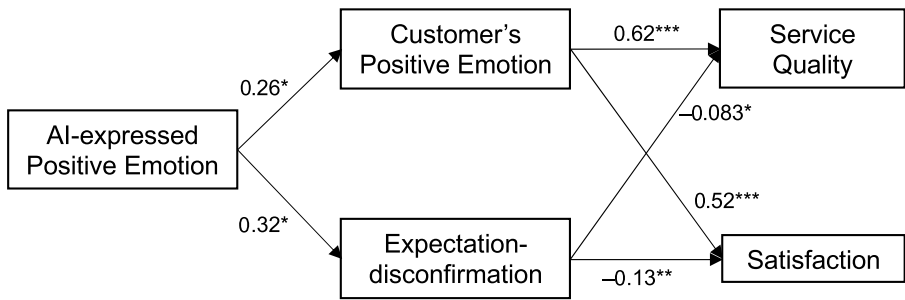 Customer's
Positive Emotion
0.62***
Service
Quality
0.26*
–0.083*
AI-expressed
Positive Emotion
0.32*
0.52***
Expectation-
disconfirmation
–0.13**
Satisfaction